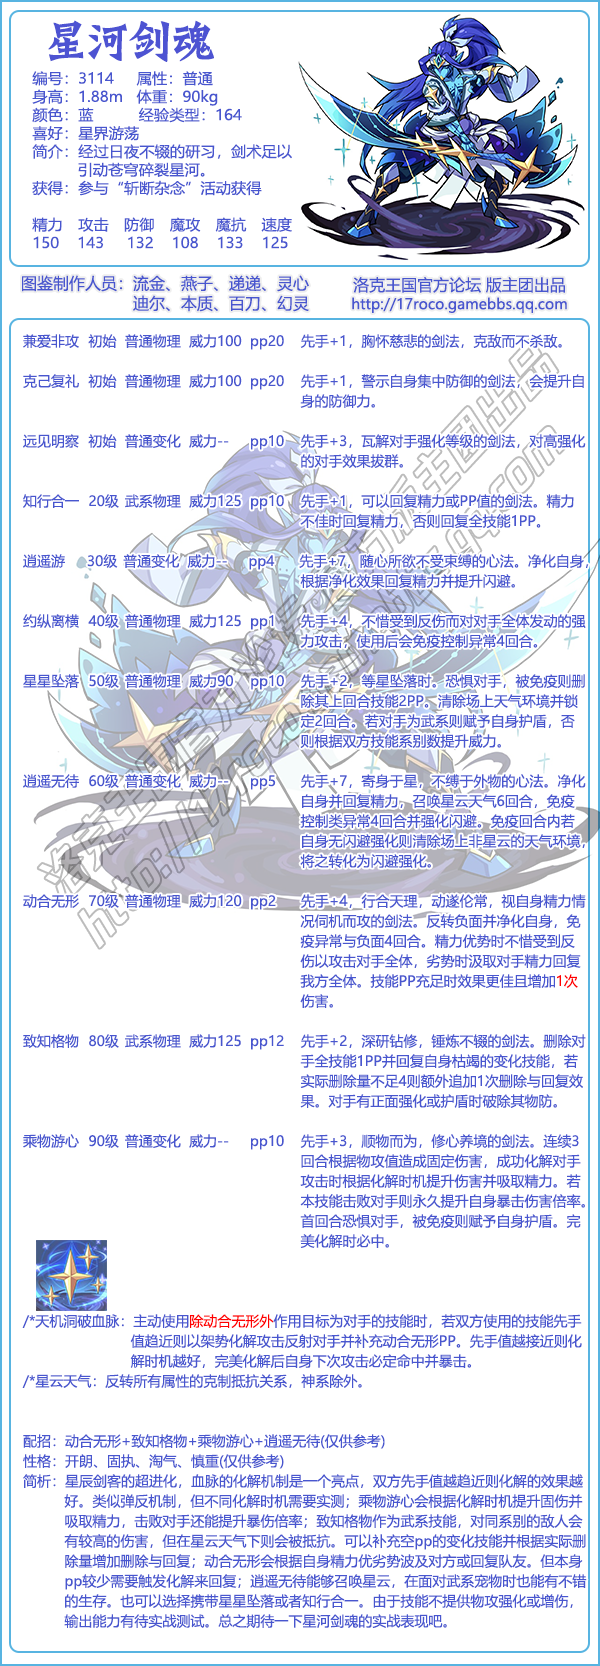 星河剑魂
编号：3114 属性：普通
身高：1.88m 体重：90kg
颜色：蓝 经验类型：164
喜好：星界游荡
简介：经过日夜不辍的研习，剑术足以
引动苍穹碎裂星河。
获得：参与“斩断杂念”活动获得
精力 攻击 防御 魔攻 魔抗 速度
150 143 132 108 133 125
图鉴制作人员：流金、燕子、递递、灵心
迪尔、本质、百刀、幻灵
洛克王国官方论坛 版主团出品
http://17roco.gamebbs.qq.com
兼爱非攻 初始 普通物理 威力100 pp20 先手+1，胸怀慈悲的剑法，克敌而不杀敌。
克己复礼 初始 普通物理 威力100 pp20 先手+1，警示自身集中防御的剑法，会提升自
身的防御力。
远见明察 初始 普通变化 威力-- pp10 先手+3，瓦解对手强化等级的剑法，对高强化
的对手效果拔群。
知行合一 20级 武系物理 威力125 pp10 先手+1，可以回复精力或PP值的剑法。精力
不佳时回复精力，否则回复全技能1PP。
逍遥游 30级 普通变化 威力-- pp4 先手+7，随心所欲不受束缚的心法。净化自身，
根据净化效果回复精力并提升闪避。
约纵离横 40级 普通物理 威力125 pp1 先手+4，不惜受到反伤而对对手全体发动的强
力攻击，使用后会免疫控制异常4回合。
星星坠落 50级 普通物理 威力90 pp10 先手+2，等星坠落时。恐惧对手，被免疫则删
除其上回合技能2PP。清除场上天气环境并锁
定2回合。若对手为武系则赋予自身护盾，否
则根据双方技能系别数提升威力。
逍遥无待 60级 普通变化 威力-- pp5 先手+7，寄身于星，不缚于外物的心法。净化
自身并回复精力，召唤星云天气6回合，免疫
控制类异常4回合并强化闪避。免疫回合内若
自身无闪避强化则清除场上非星云的天气环境，
将之转化为闪避强化。
动合无形 70级 普通物理 威力120 pp2 先手+4，行合天理，动遂伦常，视自身精力情
况伺机而攻的剑法。反转负面并净化自身，免
疫异常与负面4回合。精力优势时不惜受到反
伤以攻击对手全体，劣势时汲取对手精力回复
我方全体。技能PP充足时效果更佳且增加1次
伤害。
致知格物 80级 武系物理 威力125 pp12 先手+2，深研钻修，锤炼不辍的剑法。删除对
手全技能1PP并回复自身枯竭的变化技能，若
实际删除量不足4则额外追加1次删除与回复效
果。对手有正面强化或护盾时破除其物防。
乘物游心 90级 普通变化 威力-- pp10 先手+3，顺物而为，修心养境的剑法。连续3
回合根据物攻值造成固定伤害，成功化解对手
攻击时根据化解时机提升伤害并吸取精力。若
本技能击败对手则永久提升自身暴击伤害倍率。
首回合恐惧对手，被免疫则赋予自身护盾。完
美化解时必中。
/*天机洞破血脉：主动使用除动合无形外作用目标为对手的技能时，若双方使用的技能先手
值趋近则以架势化解攻击反射对手并补充动合无形PP。先手值越接近则化
解时机越好，完美化解后自身下次攻击必定命中并暴击。
/*星云天气：反转所有属性的克制抵抗关系，神系除外。
配招：动合无形+致知格物+乘物游心+逍遥无待(仅供参考)
性格：开朗、固执、淘气、慎重(仅供参考)
简析：星辰剑客的超进化，血脉的化解机制是一个亮点，双方先手值越趋近则化解的效果越
好。类似弹反机制，但不同化解时机需要实测；乘物游心会根据化解时机提升固伤并
吸取精力，击败对手还能提升暴伤倍率；致知格物作为武系技能，对同系别的敌人会
有较高的伤害，但在星云天气下则会被抵抗。可以补充空pp的变化技能并根据实际删
除量增加删除与回复；动合无形会根据自身精力优劣势波及对方或回复队友。但本身
pp较少需要触发化解来回复；逍遥无待能够召唤星云，在面对武系宠物时也能有不错
的生存。也可以选择携带星星坠落或者知行合一。由于技能不提供物攻强化或增伤，
输出能力有待实战测试。总之期待一下星河剑魂的实战表现吧。
洛克王国官方论坛 版主团出品
http://17roco.gamebbs.qq.com